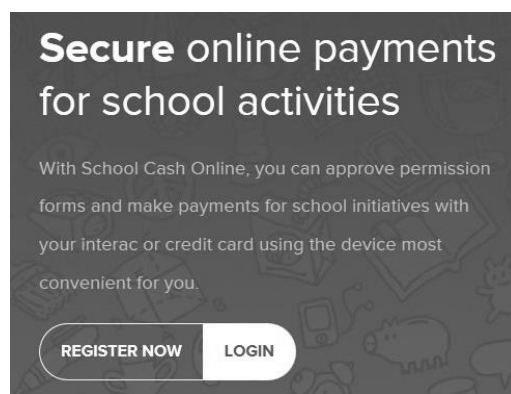 Secure online payments
for school activities
With School Cash Online, you can approve permission
forms and make payments for school initiatives with
your interac or credit card using the device most
convenient for you.
REGISTER NOW LOGIN